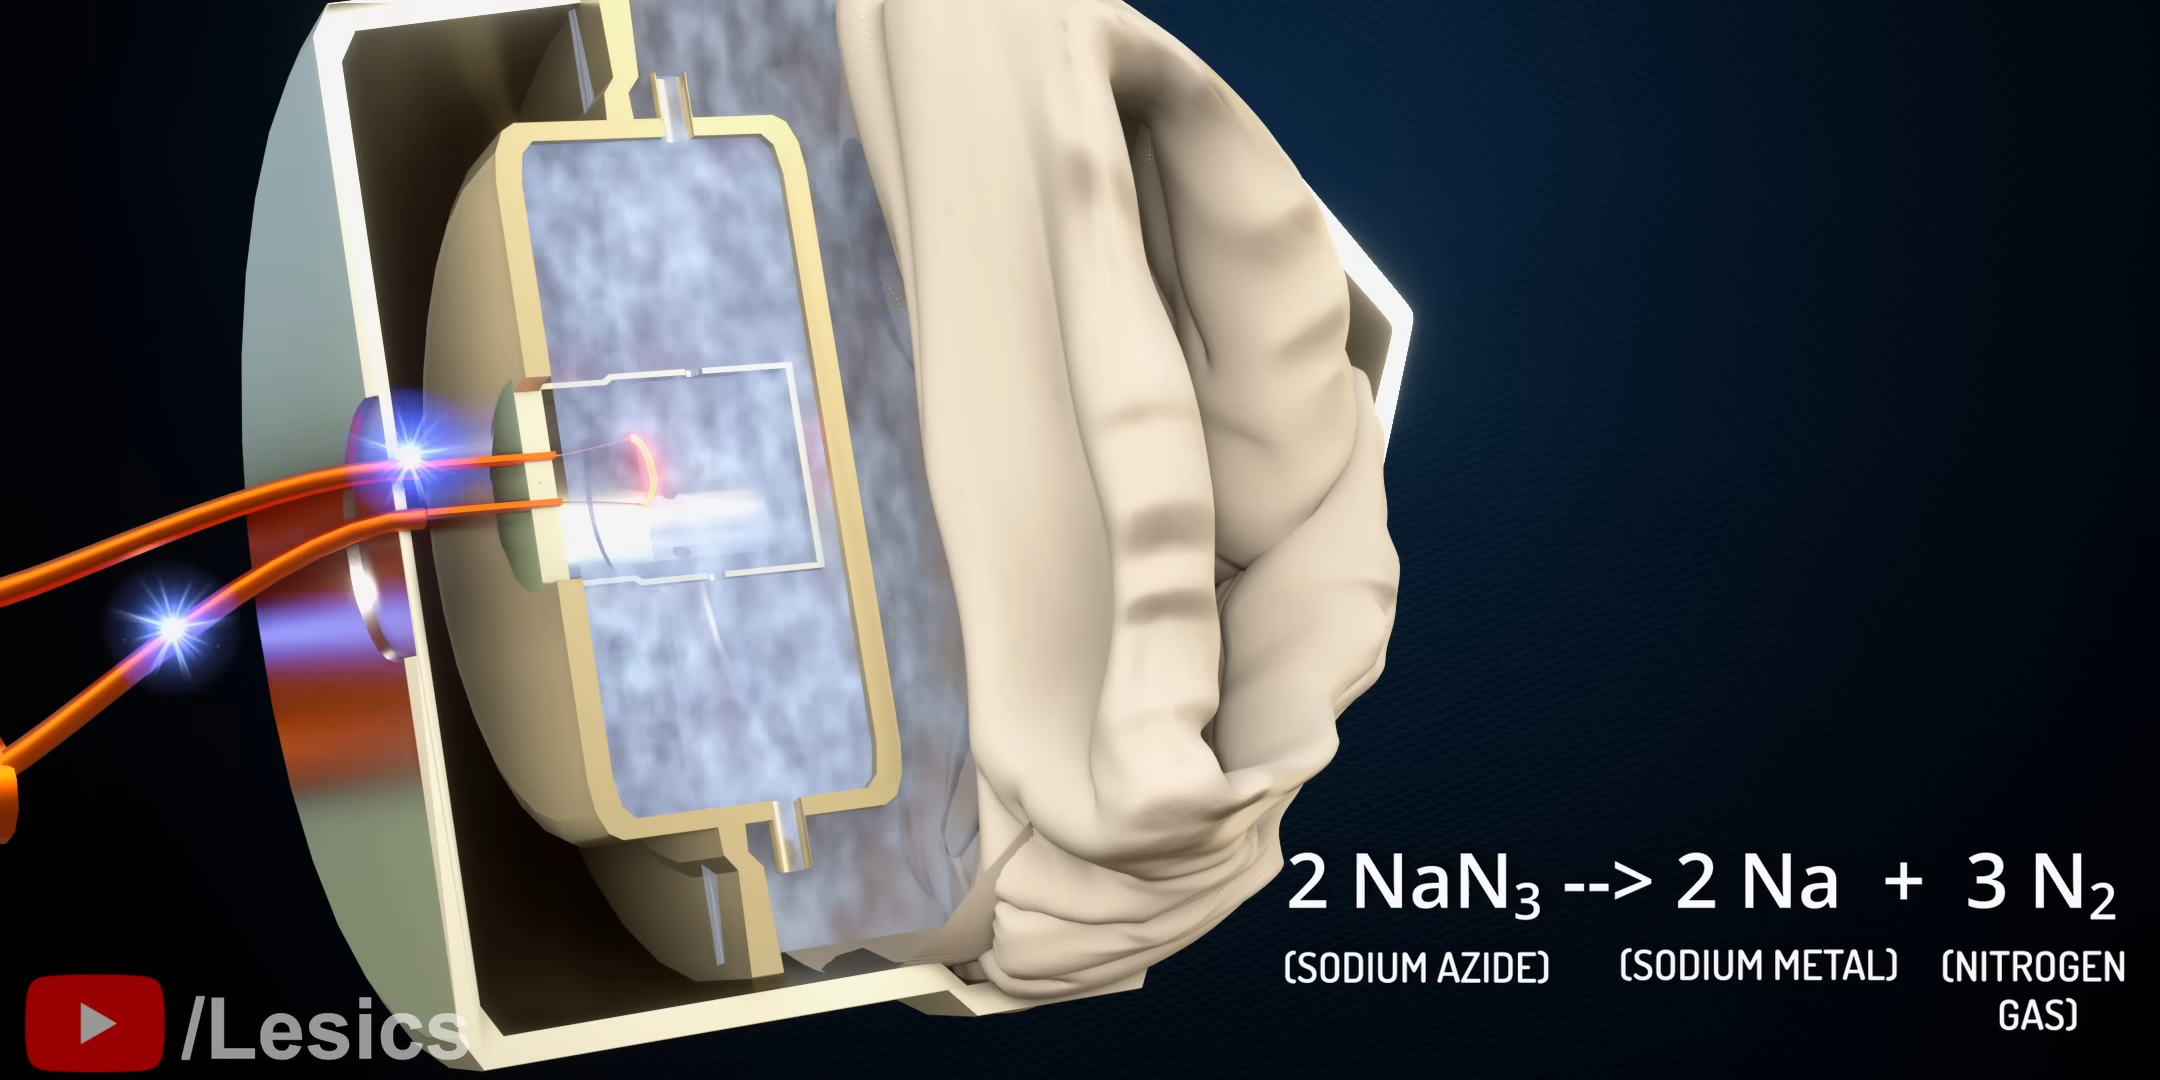 2 NaN₃ --> 2 Na + 3 N₂
(SODIUM AZIDE) (SODIUM METAL) (NITROGEN
GAS)
/Lesics